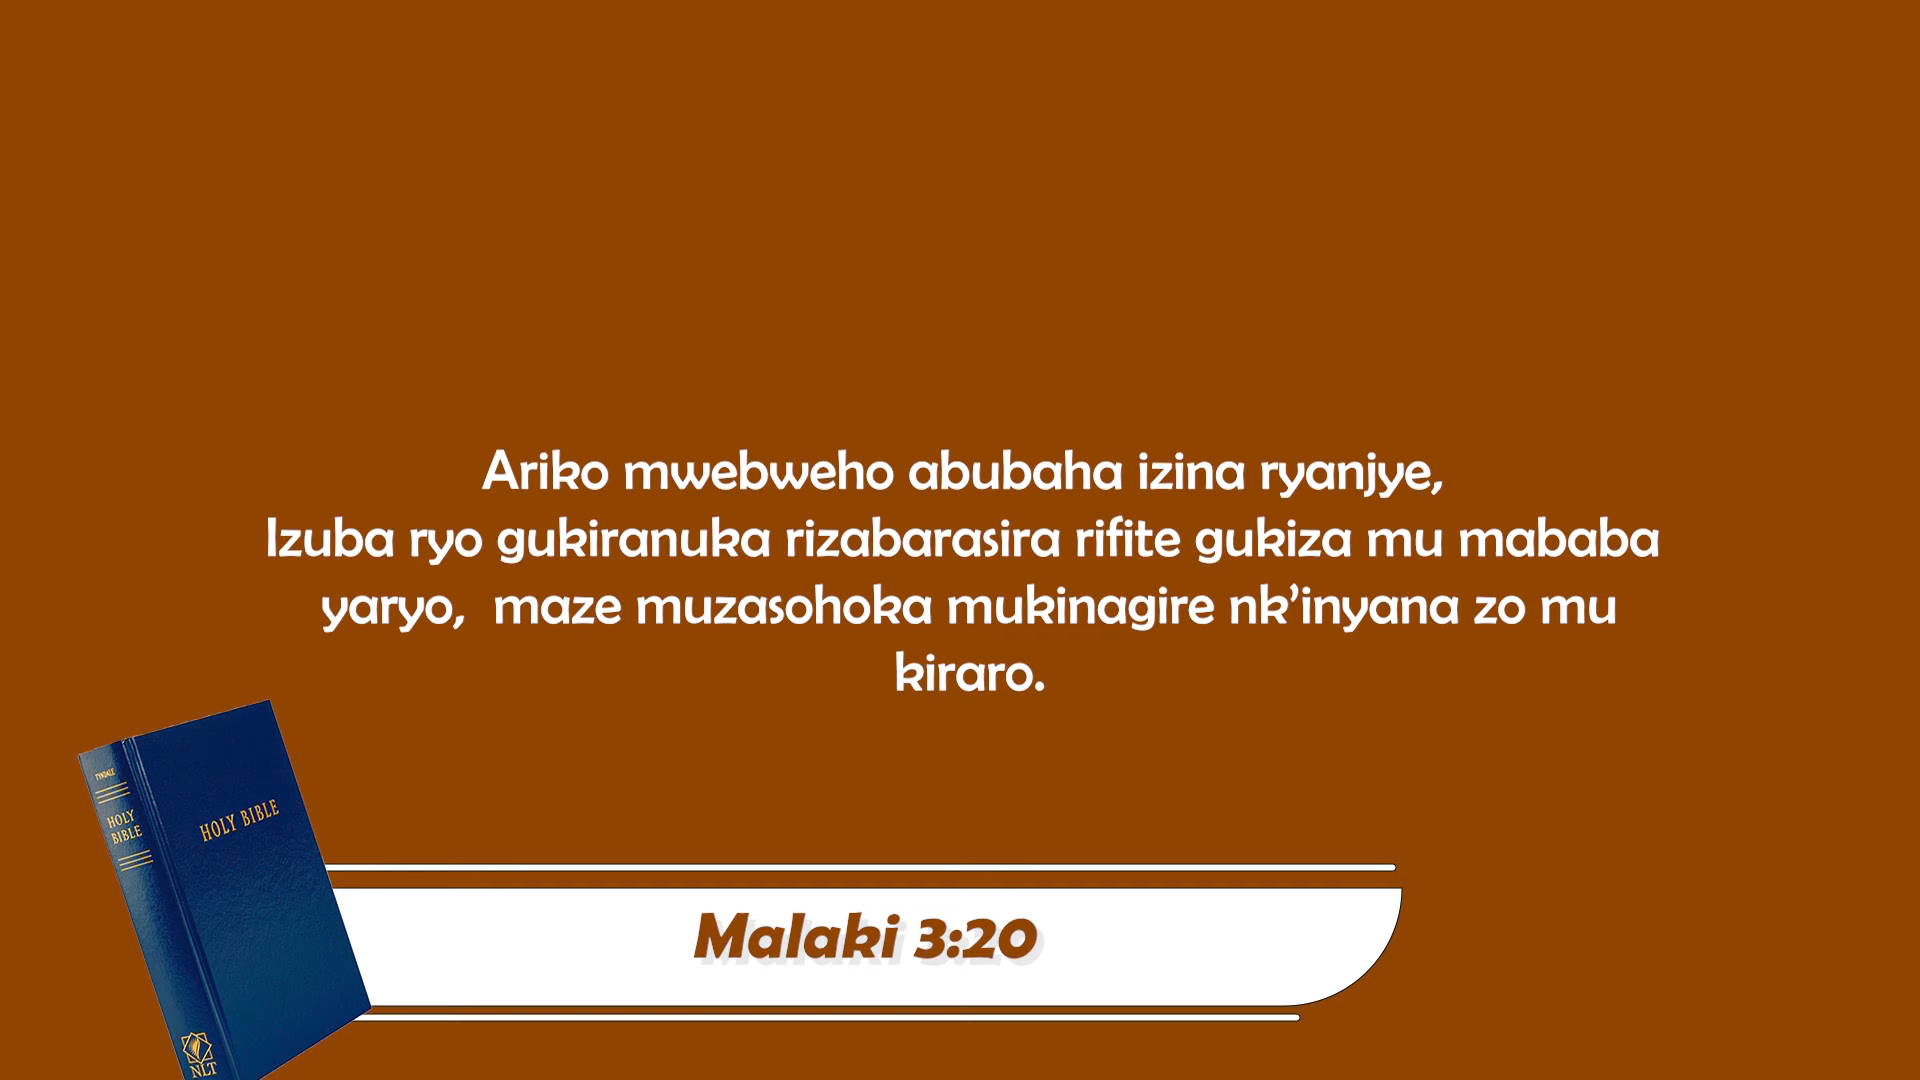 Ariko mwebweho abubaha izina ryanjye,
Izuba ryo gukiranuka rizabarasira rifite gukiza mu mababa
yaryo, maze muzasohoka mukinagire nk’inyana zo mu
kiraro.
TYNDALE
HOLY
BIBLE
HOLY BIBLE
NLT
Malaki 3:20